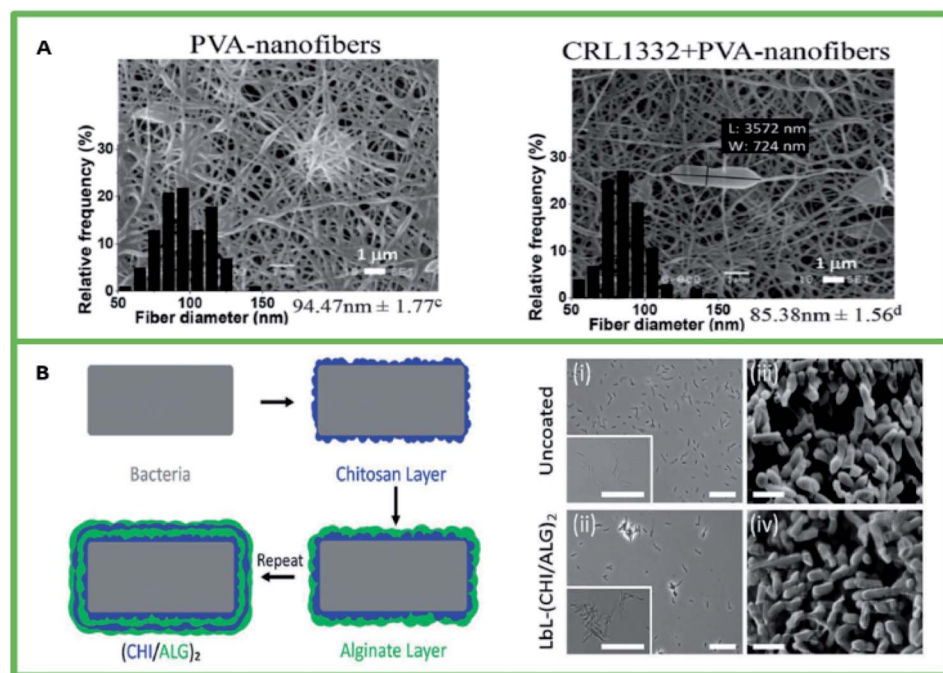 A
PVA-nanofibers
CRL1332+PVA-nanofibers
Relative frequency (%)
30
20
10
0
50
100
150
Fiber diameter (nm)
94.47nm ± 1.77ᶜ
1 μm
L: 3572 nm
W: 724 nm
Relative frequency (%)
30
20
10
0
50
100
150
Fiber diameter (nm)
85.38nm ± 1.56ᵈ
1 μm
B
Bacteria
Chitosan Layer
Repeat
(CHI/ALG)₂
Alginate Layer
Uncoated
(i)
(iii)
LbL-(CHI/ALG)₂
(ii)
(iv)